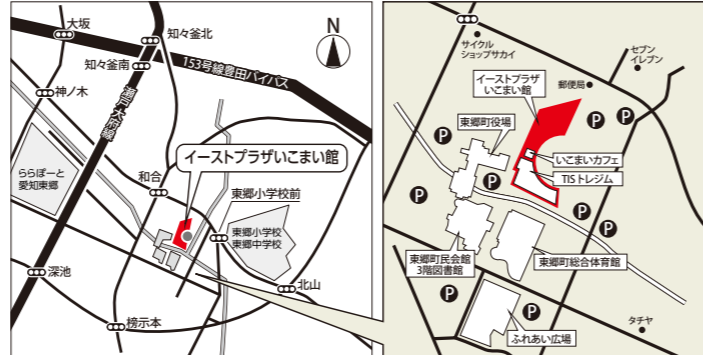 大坂
知々釜北
N
知々釜南
153号線豊田バイパス
神ノ木
瀬戸大府線
イーストプラザいこまい館
ららぽーと
愛知東郷
和合
東郷小学校前
東郷小学校
東郷中学校
深池
北山
傍示本
サイクル
ショップサカイ
セブン
イレブン
イーストプラザ
いこまい館
郵便局
P
P
東郷町役場
P
いこまいカフェ
TISトレジム
P
P
P
P
東郷町民会館
3階図書館
東郷町総合体育館
P
P
タチヤ
ふれあい広場